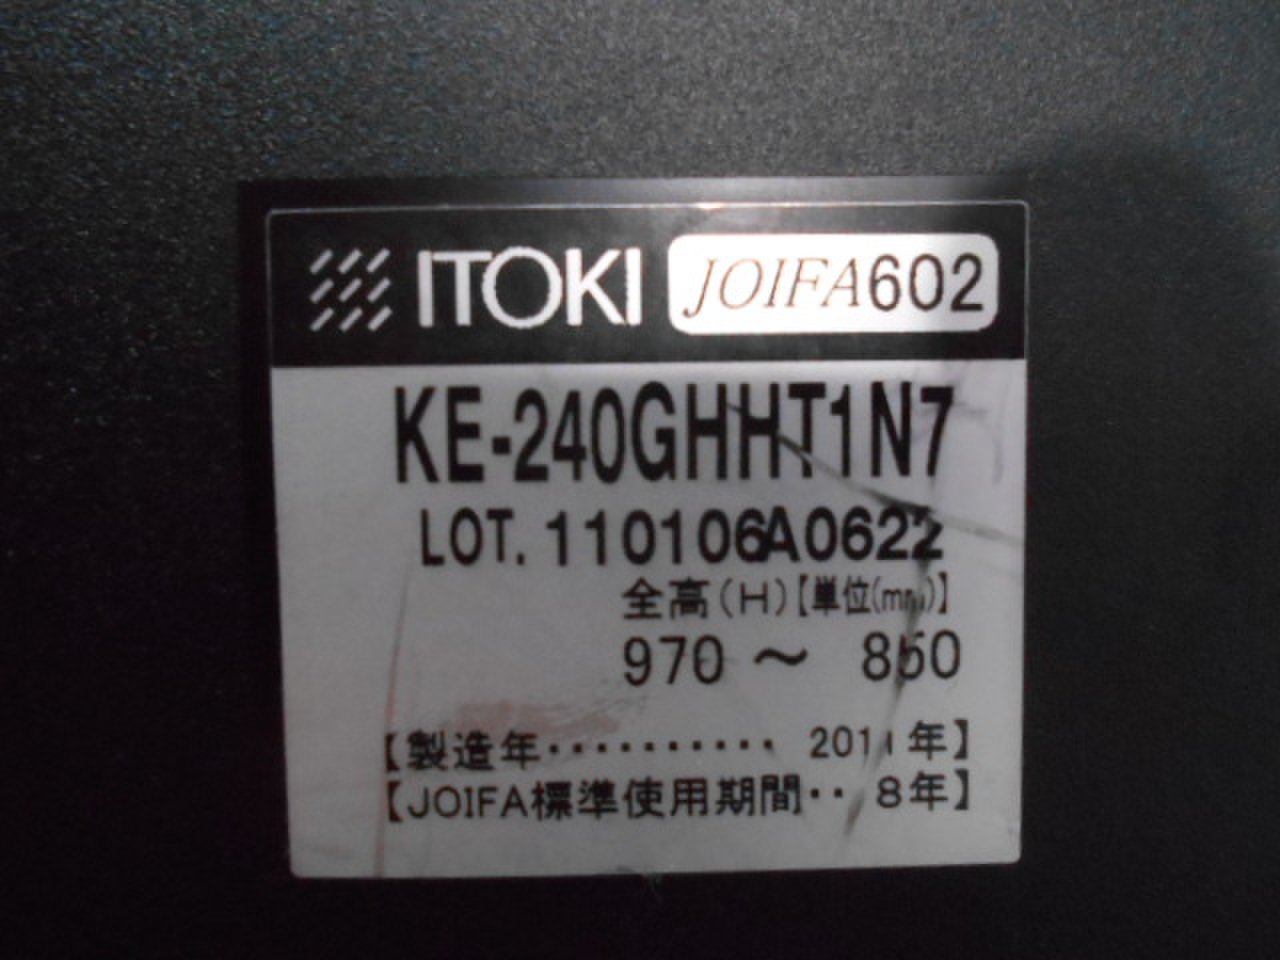 ITOKI JOIFA602
KE-240GHHT1N7
LOT. 110106A0622
全高(H)【単位(mm)】
970 ～ 850
【製造年・・・・・・・・・・ 2011年】
【JOIFA標準使用期間・・ 8年】